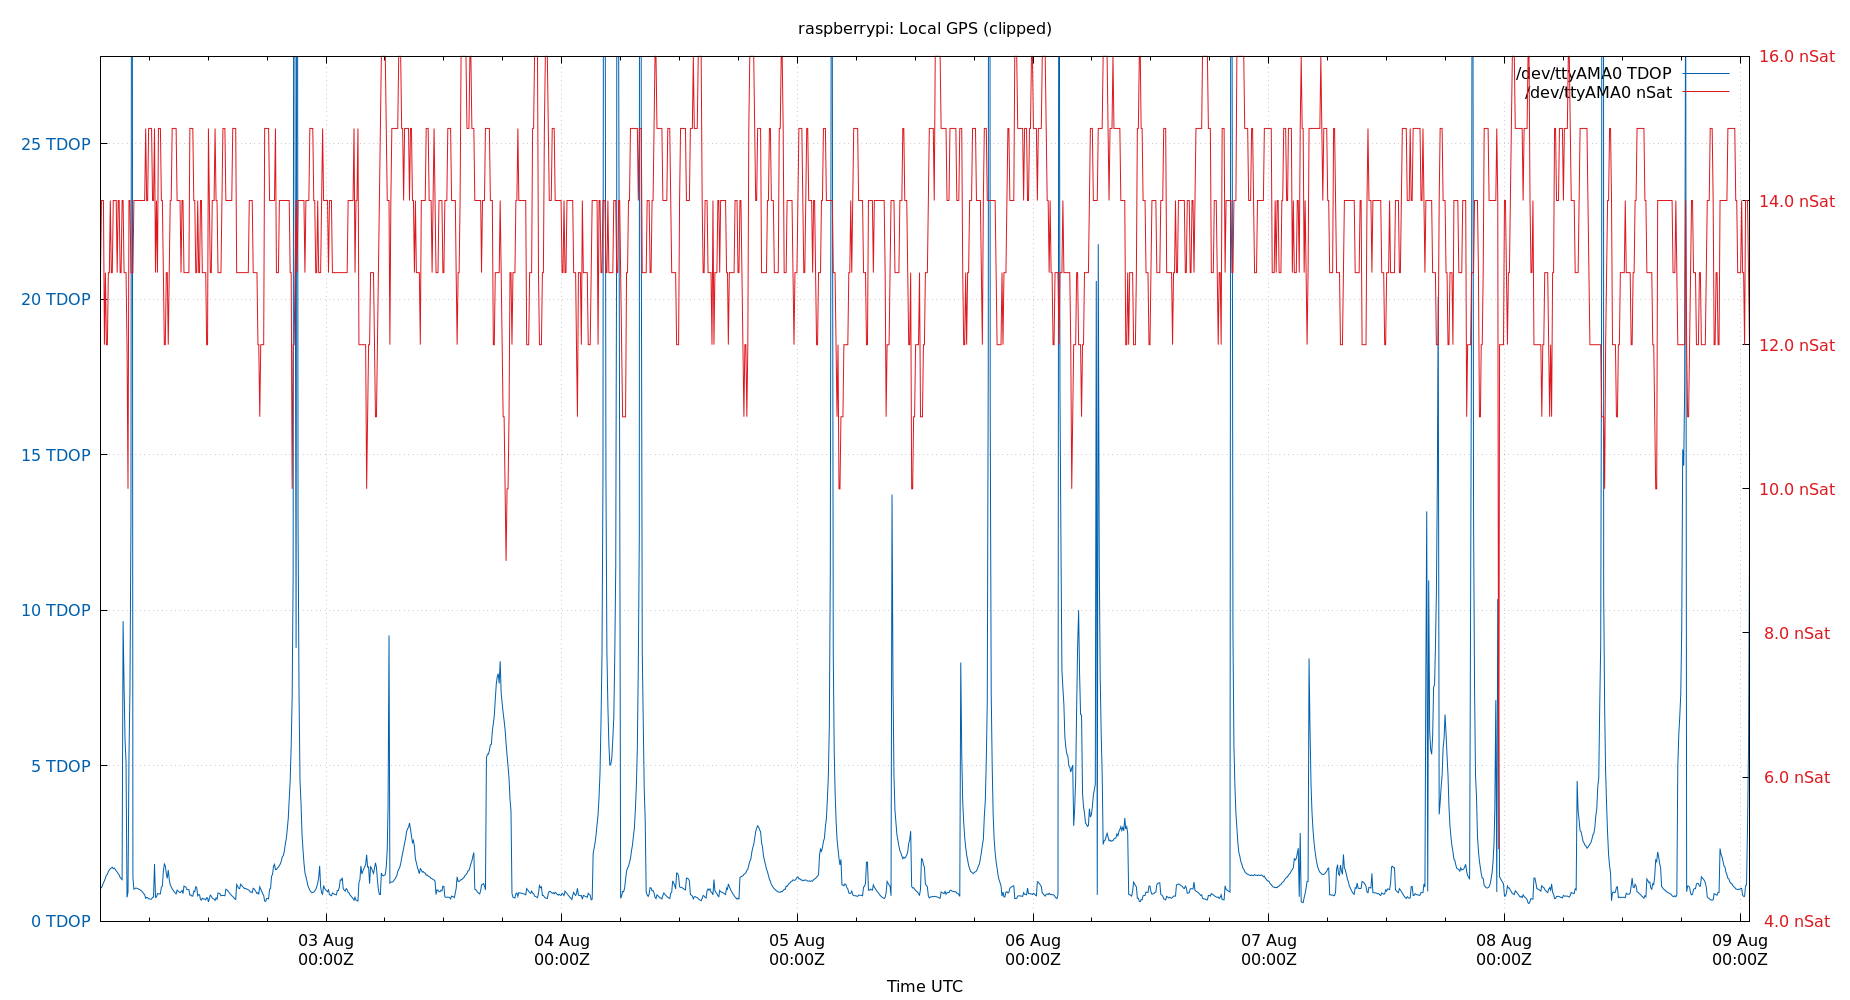 raspberrypi: Local GPS (clipped)
/dev/ttyAMA0 TDOP
/dev/ttyAMA0 nSat
25 TDOP
20 TDOP
15 TDOP
10 TDOP
5 TDOP
0 TDOP
16.0 nSat
14.0 nSat
12.0 nSat
10.0 nSat
8.0 nSat
6.0 nSat
4.0 nSat
03 Aug
00:00Z
04 Aug
00:00Z
05 Aug
00:00Z
06 Aug
00:00Z
07 Aug
00:00Z
08 Aug
00:00Z
09 Aug
00:00Z
Time UTC